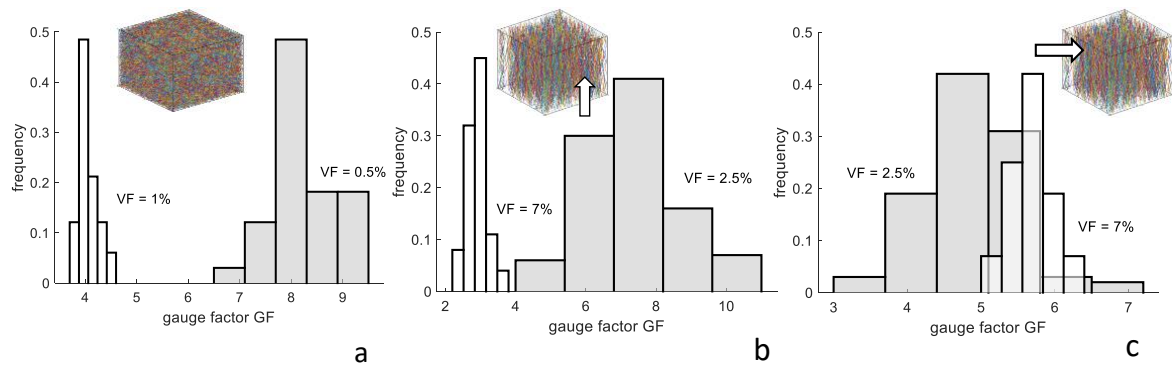 0.5
0.4
0.3
0.2
0.1
0
frequency
VF = 1%
VF = 0.5%
4 5 6 7 8 9
gauge factor GF
a
0.5
0.4
0.3
0.2
0.1
0
frequency
VF = 7%
VF = 2.5%
2 4 6 8 10
gauge factor GF
b
0.5
0.4
0.3
0.2
0.1
0
frequency
VF = 2.5%
VF = 7%
3 4 5 6 7
gauge factor GF
c